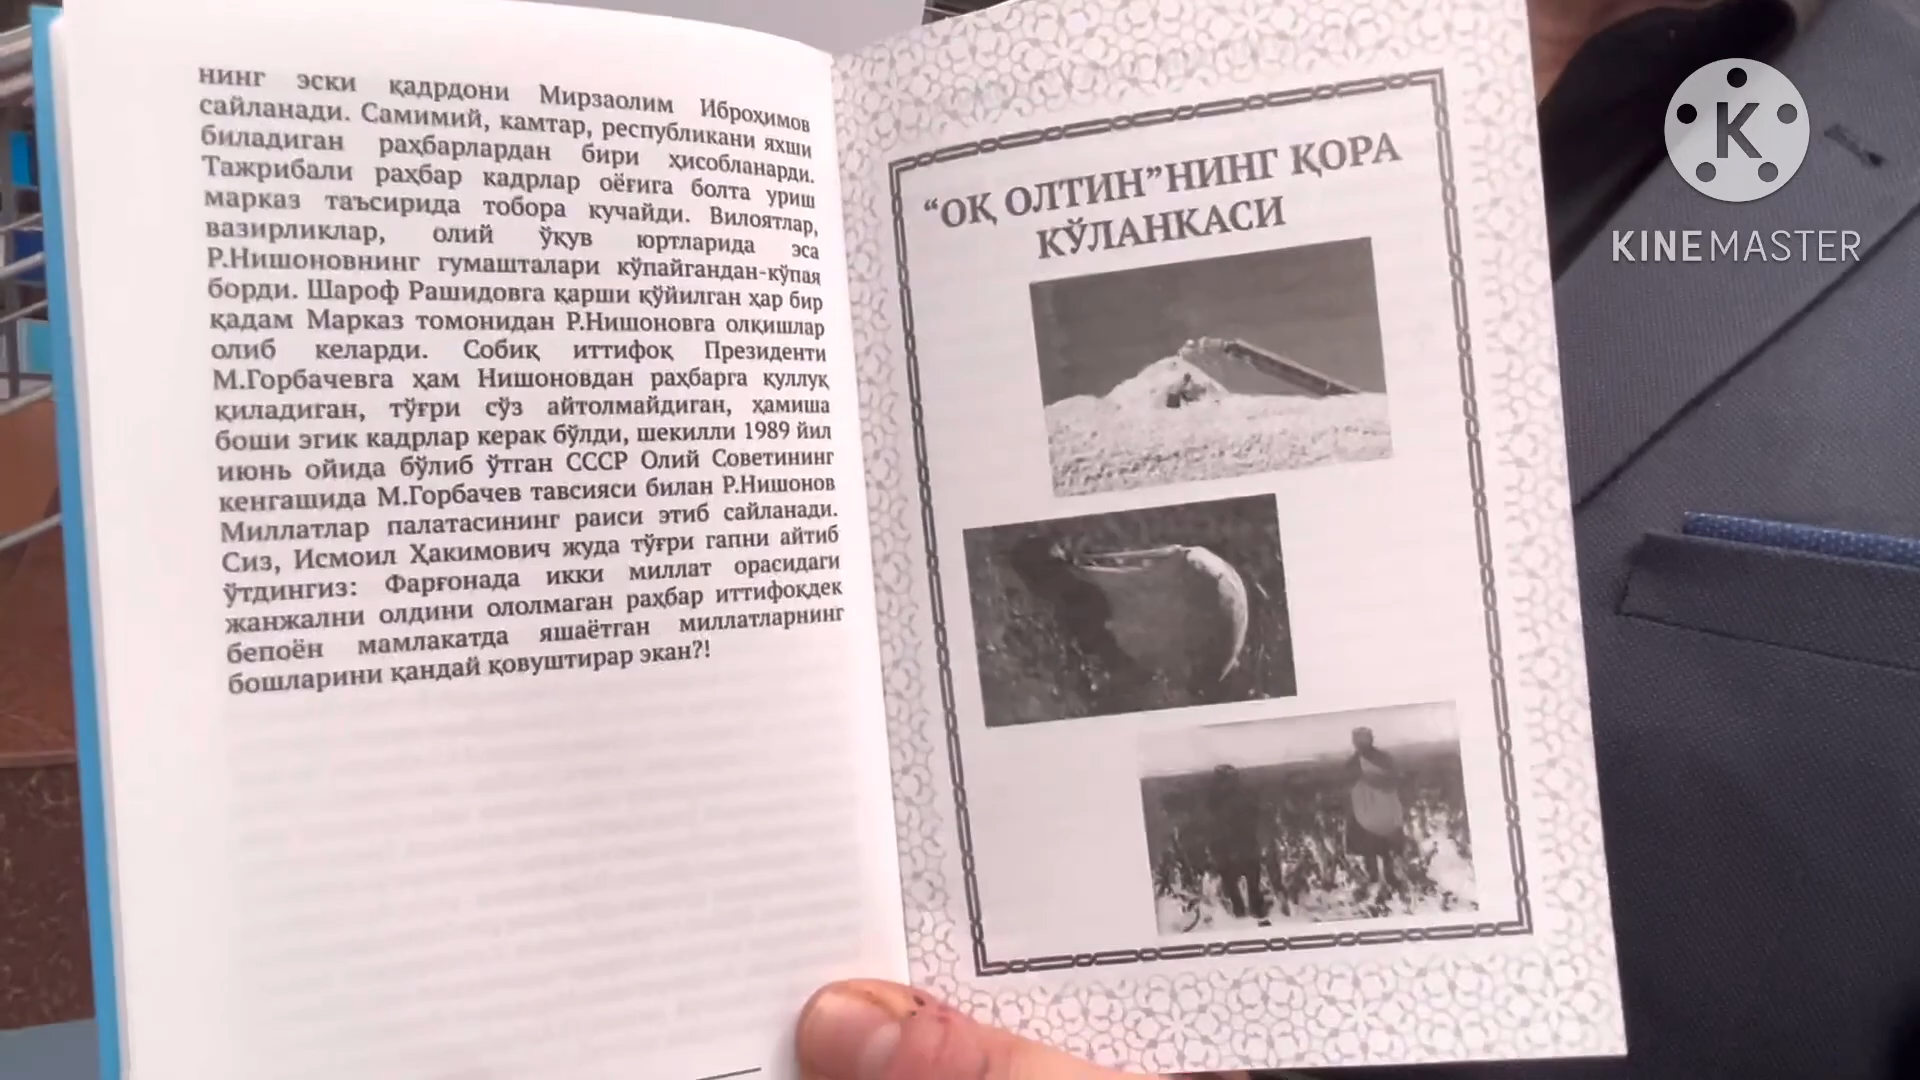 нинг эски қадрдони Мирзаолим Иброҳимов
сайланади. Самимий, камтар, республикани яхши
биладиган раҳбарлардан бири ҳисобланарди.
Тажрибали раҳбар кадрлар оёғига болта уриш
марказ таъсирида тобора кучайди. Вилоятлар,
вазирликлар, олий ўқув юртларида эса
Р.Нишоновнинг гумашталари кўпайгандан-кўпая
борди. Шароф Рашидовга қарши қўйилган ҳар бир
қадам Марказ томонидан Р.Нишоновга олқишлар
олиб келарди. Собиқ иттифоқ Президенти
М.Горбачевга ҳам Нишоновдан раҳбарга қуллуқ
қиладиган, тўғри сўз айтолмайдиган, ҳамиша
боши эгик кадрлар керак бўлди, шекилли 1989 йил
июнь ойида бўлиб ўтган СССР Олий Советининг
кенгашида М.Горбачев тавсияси билан Р.Нишонов
Миллатлар палатасининг раиси этиб сайланади.
Сиз, Исмоил Ҳакимович жуда тўғри гапни айтиб
ўтдингиз: Фарғонада икки миллат орасидаги
жанжални олдини ололмаган раҳбар иттифоқдек
бепоён мамлакатда яшаётган миллатларнинг
бошларини қандай қовуштирар экан?!
“ОҚ ОЛТИН”НИНГ ҚОРА
КЎЛАНКАСИ
K
KINEMASTER